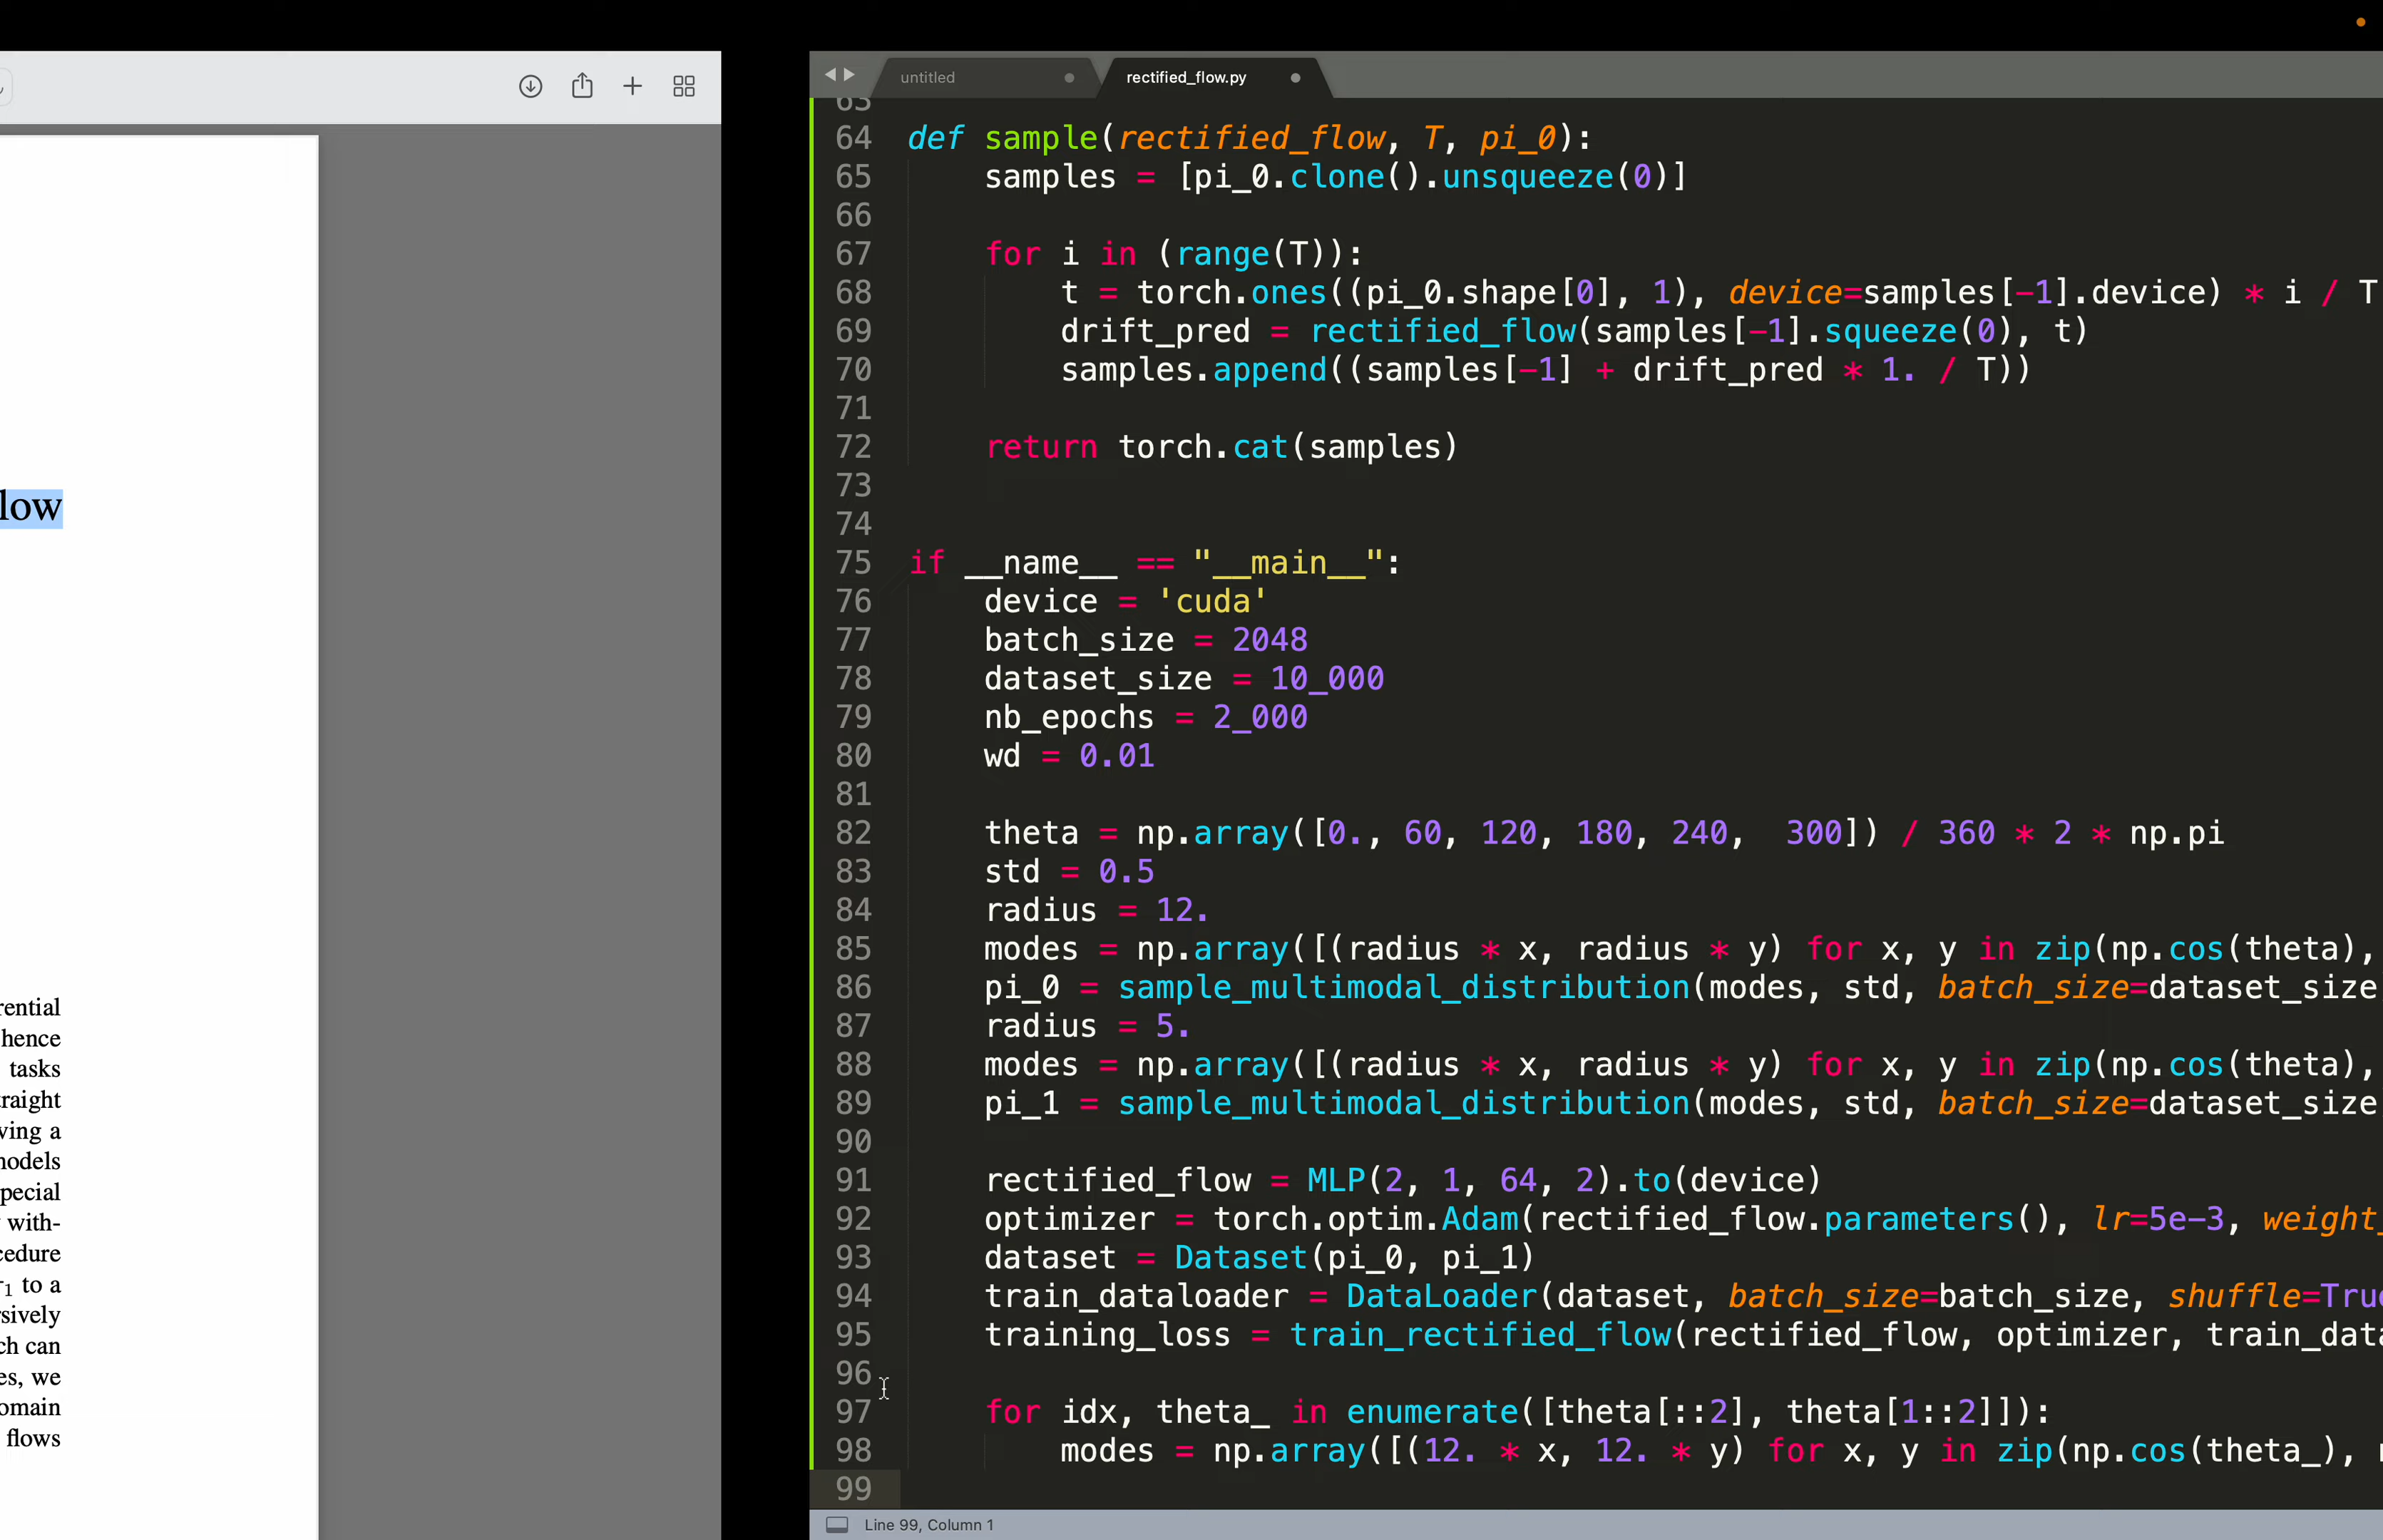 low
rential
hence
tasks
raight
ving a
nodels
pecial
with-
cedure
1 to a
rsively
ch can
es, we
omain
flows
untitled
rectified_flow.py
63
64 def sample(rectified_flow, T, pi_0):
65 samples = [pi_0.clone().unsqueeze(0)]
66
67 for i in (range(T)):
68 t = torch.ones((pi_0.shape[0], 1), device=samples[-1].device) * i / T
69 drift_pred = rectified_flow(samples[-1].squeeze(0), t)
70 samples.append((samples[-1] + drift_pred * 1. / T))
71
72 return torch.cat(samples)
73
74
75 if __name__ == "__main__":
76 device = 'cuda'
77 batch_size = 2048
78 dataset_size = 10_000
79 nb_epochs = 2_000
80 wd = 0.01
81
82 theta = np.array([0., 60, 120, 180, 240,  300]) / 360 * 2 * np.pi
83 std = 0.5
84 radius = 12.
85 modes = np.array([(radius * x, radius * y) for x, y in zip(np.cos(theta),
86 pi_0 = sample_multimodal_distribution(modes, std, batch_size=dataset_size
87 radius = 5.
88 modes = np.array([(radius * x, radius * y) for x, y in zip(np.cos(theta),
89 pi_1 = sample_multimodal_distribution(modes, std, batch_size=dataset_size
90
91 rectified_flow = MLP(2, 1, 64, 2).to(device)
92 optimizer = torch.optim.Adam(rectified_flow.parameters(), lr=5e-3, weight_
93 dataset = Dataset(pi_0, pi_1)
94 train_dataloader = DataLoader(dataset, batch_size=batch_size, shuffle=True
95 training_loss = train_rectified_flow(rectified_flow, optimizer, train_data
96
97 for idx, theta_ in enumerate([theta[::2], theta[1::2]]):
98 modes = np.array([(12. * x, 12. * y) for x, y in zip(np.cos(theta_),
99
Line 99, Column 1